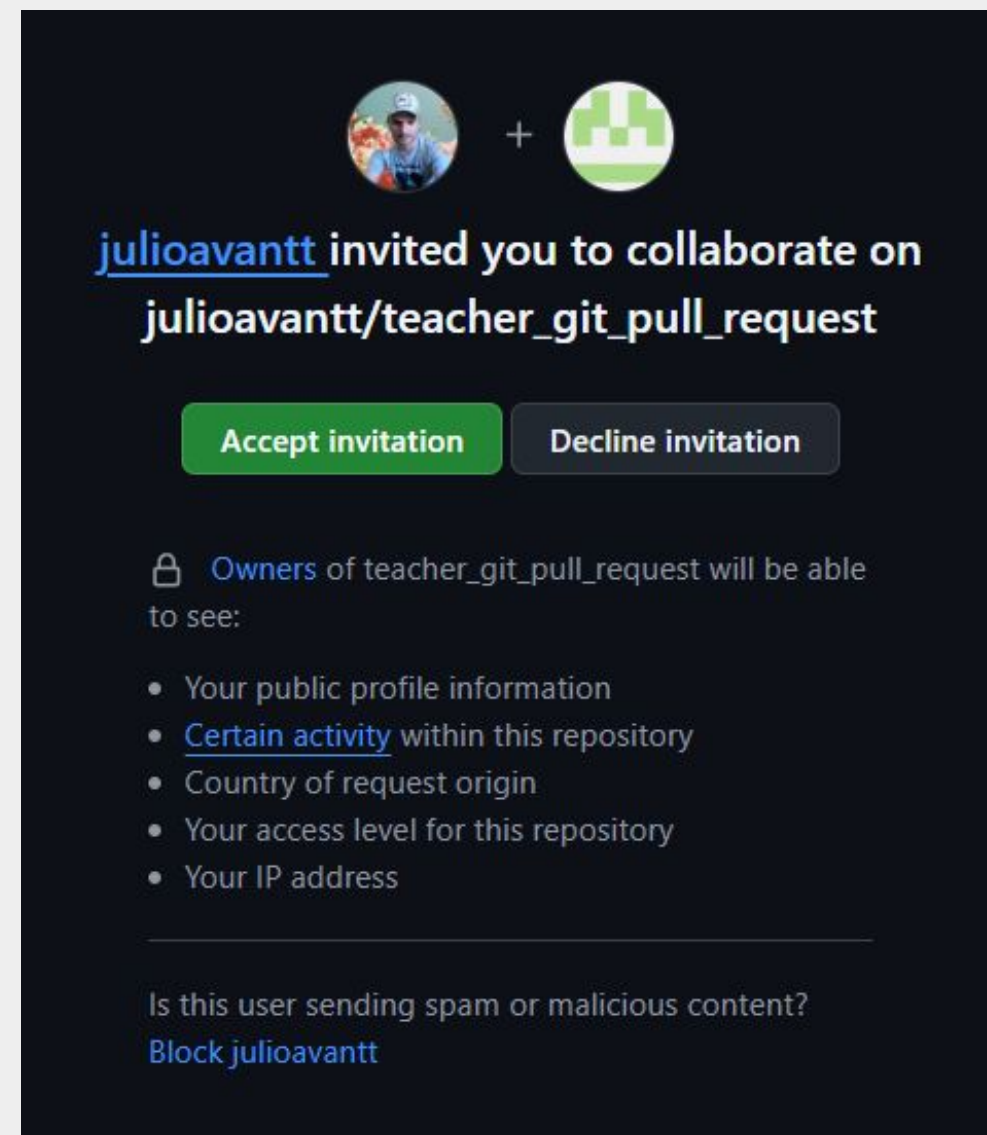 julioavantt invited you to collaborate on
julioavantt/teacher_git_pull_request
Accept invitation Decline invitation
Owners of teacher_git_pull_request will be able
to see:
• Your public profile information
• Certain activity within this repository
• Country of request origin
• Your access level for this repository
• Your IP address
Is this user sending spam or malicious content?
Block julioavantt